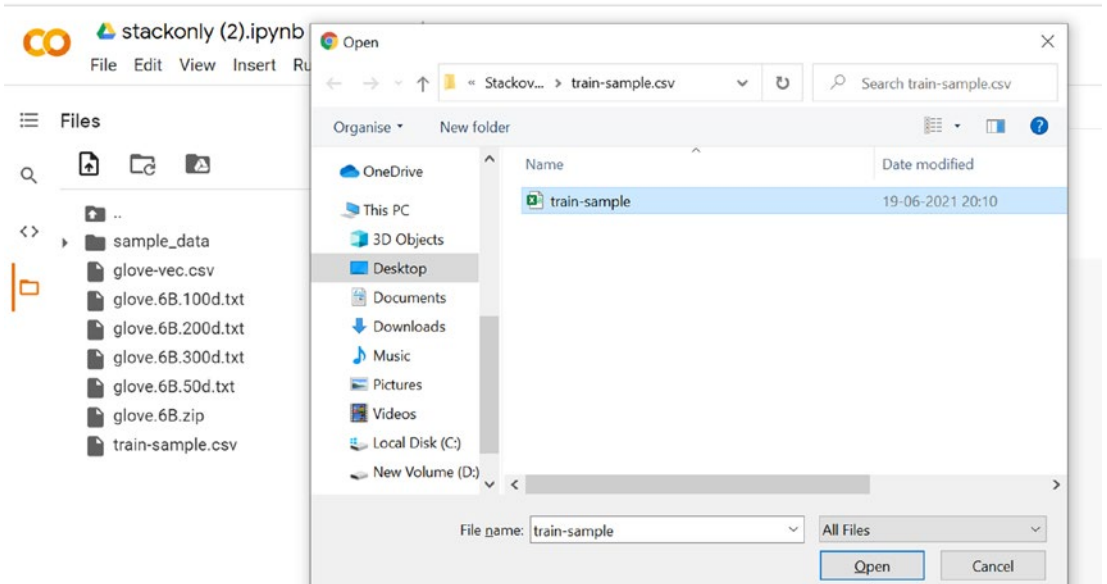 CO
stackonly (2).ipynb
File Edit View Insert Ru
Files
..
sample_data
glove-vec.csv
glove.6B.100d.txt
glove.6B.200d.txt
glove.6B.300d.txt
glove.6B.50d.txt
glove.6B.zip
train-sample.csv
Open
« Stackov... > train-sample.csv
Search train-sample.csv
Organise
New folder
?
OneDrive
This PC
3D Objects
Desktop
Documents
Downloads
Music
Pictures
Videos
Local Disk (C:)
New Volume (D:)
Name Date modified
train-sample 19-06-2021 20:10
File name: train-sample
All Files
Open Cancel